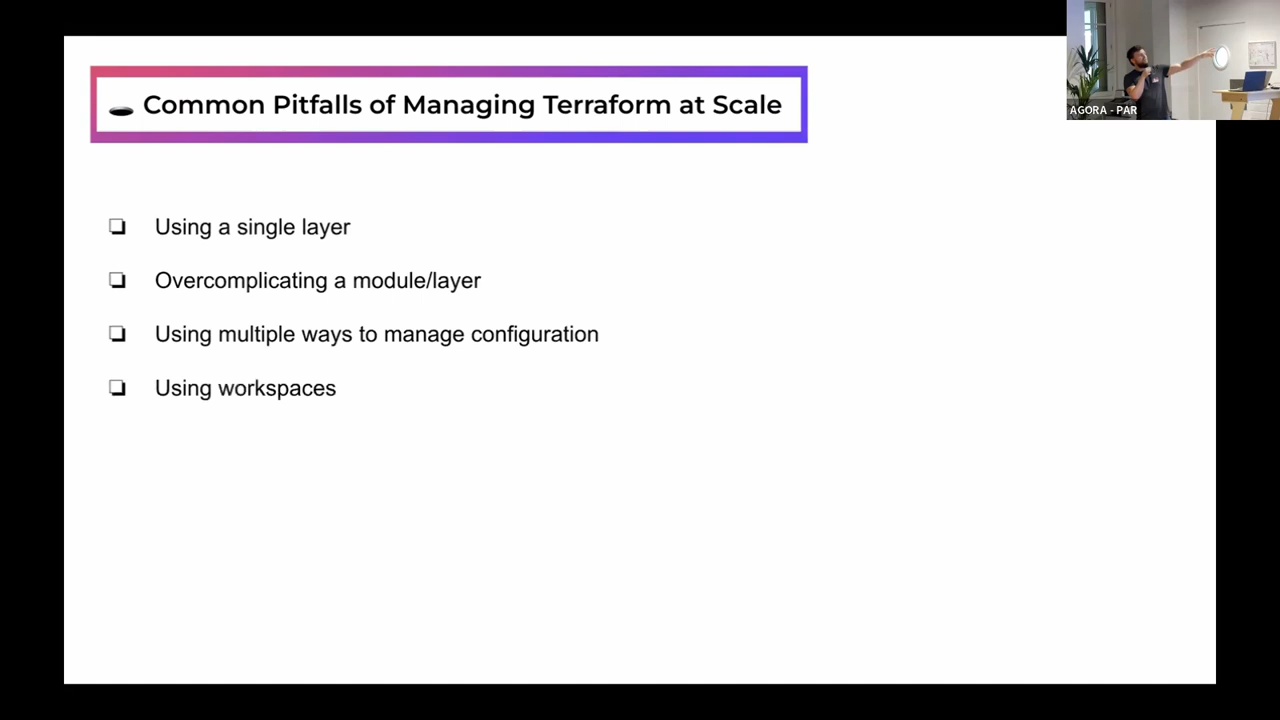 Common Pitfalls of Managing Terraform at Scale
Using a single layer
Overcomplicating a module/layer
Using multiple ways to manage configuration
Using workspaces
AGORA - PAR